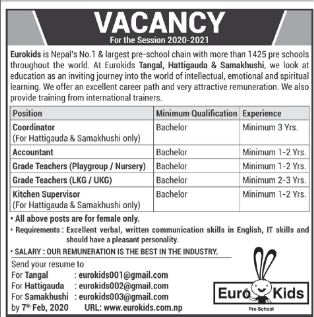 VACANCY
For the Session 2020-2021
Eurokids is Nepal's No.1 & largest pre-school chain with more than 1425 pre schools
throughout the world. At Eurokids Tangal, Hattigauda & Samakhushi, we look at
education as an inviting journey into the world of intellectual, emotional and spiritual
learning. We offer an excellent career path and very attractive remuneration. We also
provide training from international trainers.
Position Minimum Qualification Experience
Coordinator Bachelor Minimum 3 Yrs.
(For Hattigauda & Samakhushi only)
Accountant Bachelor Minimum 1-2 Yrs.
Grade Teachers (Playgroup / Nursery) Bachelor Minimum 1-2 Yrs.
Grade Teachers (LKG / UKG) Bachelor Minimum 2-3 Yrs.
Kitchen Supervisor Bachelor Minimum 1-2 Yrs.
(For Hattigauda & Samakhushi only)
• All above posts are for female only.
• Requirements : Excellent verbal, written communication skills in English, IT skills and
should have a pleasant personality.
• SALARY : OUR REMUNERATION IS THE BEST IN THE INDUSTRY.
Send your resume to
For Tangal : eurokids001@gmail.com
For Hattigauda : eurokids002@gmail.com
For Samakhushi : eurokids003@gmail.com
by 7th Feb, 2020 URL: www.eurokids.com.np
Euro Kids
Pre-School